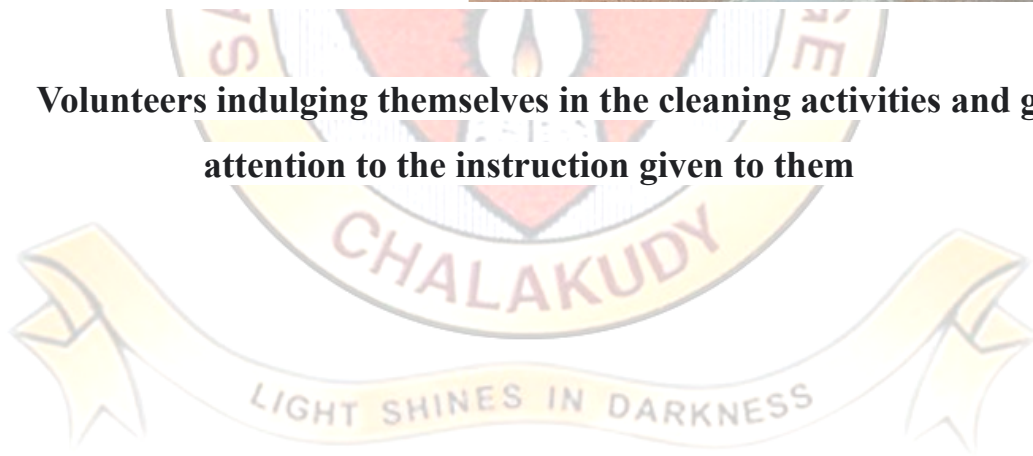 Volunteers indulging themselves in the cleaning activities and
attention to the instruction given to them
CHALAKUDY
LIGHT SHINES IN DARKNESS